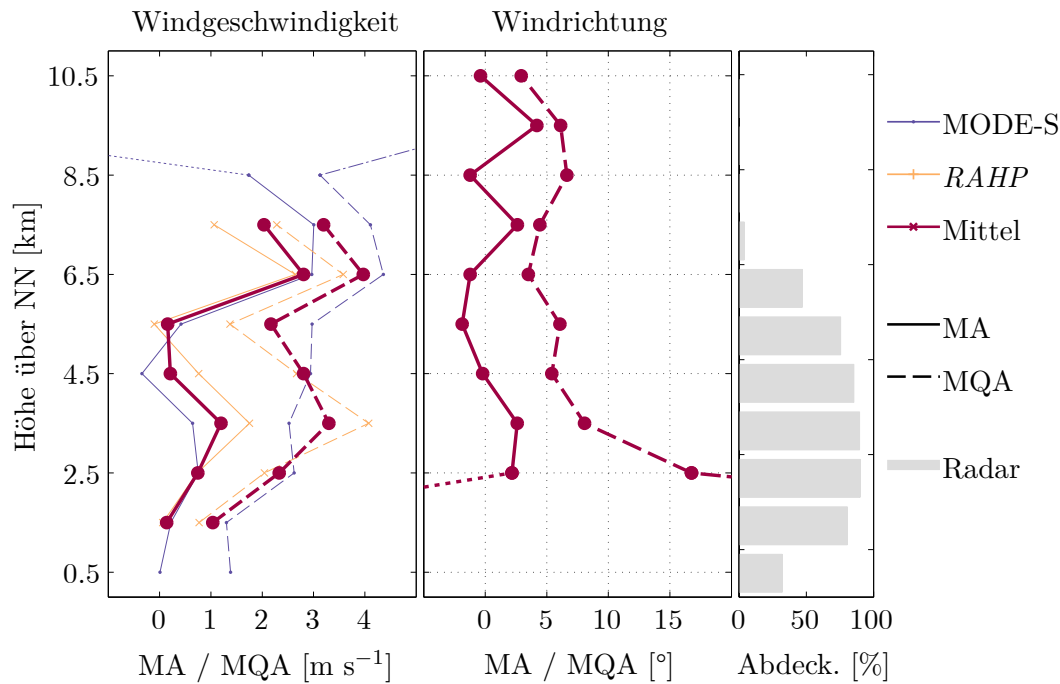 Windgeschwindigkeit
Windrichtung
Höhe über NN [km]
10.5
8.5
6.5
4.5
2.5
0.5
0 1 2 3 4
MA / MQA [m s⁻¹]
0 5 10 15
MA / MQA [°]
0 50 100
Abdeck. [%]
MODE-S
RAHP
Mittel
MA
MQA
Radar